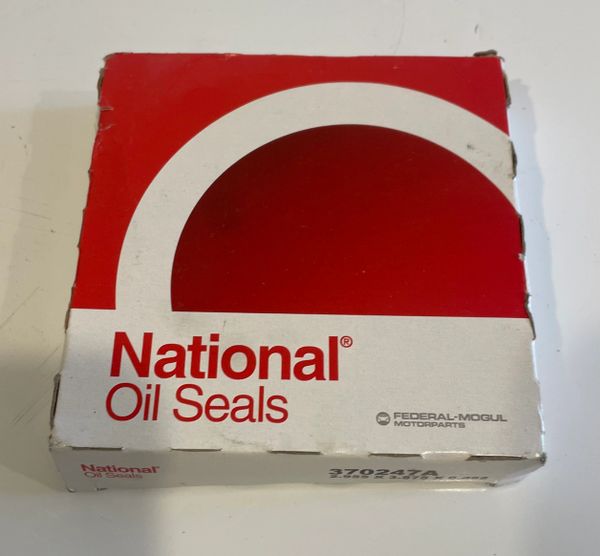 National®
Oil Seals
FEDERAL-MOGUL
MOTORPARTS
National®
Oil Seals
370247A